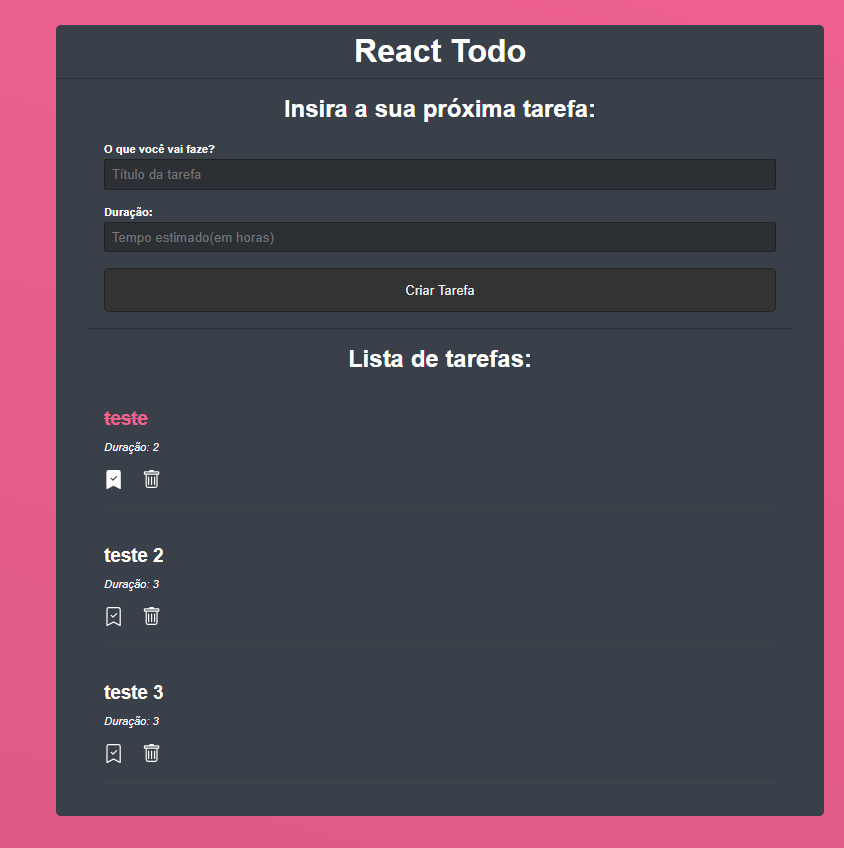 React Todo
Insira a sua próxima tarefa:
O que você vai faze?
Título da tarefa
Duração:
Tempo estimado(em horas)
Criar Tarefa
Lista de tarefas:
teste
Duração: 2
teste 2
Duração: 3
teste 3
Duração: 3